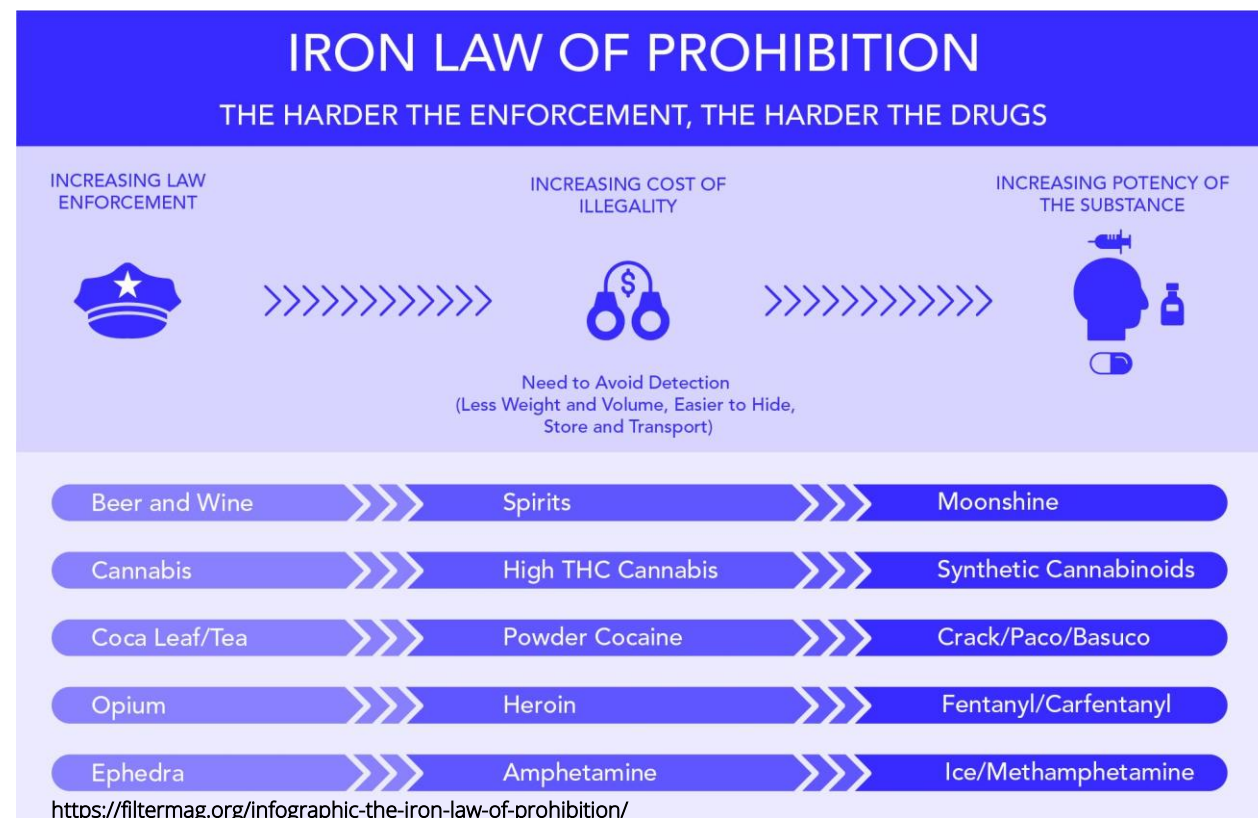 IRON LAW OF PROHIBITION
THE HARDER THE ENFORCEMENT, THE HARDER THE DRUGS
INCREASING LAW
ENFORCEMENT
INCREASING COST OF
ILLEGALITY
INCREASING POTENCY OF
THE SUBSTANCE
$
Need to Avoid Detection
(Less Weight and Volume, Easier to Hide,
Store and Transport)
Beer and Wine Spirits Moonshine
Cannabis High THC Cannabis Synthetic Cannabinoids
Coca Leaf/Tea Powder Cocaine Crack/Paco/Basuco
Opium Heroin Fentanyl/Carfentanyl
Ephedra Amphetamine Ice/Methamphetamine
https://filtermag.org/infographic-the-iron-law-of-prohibition/